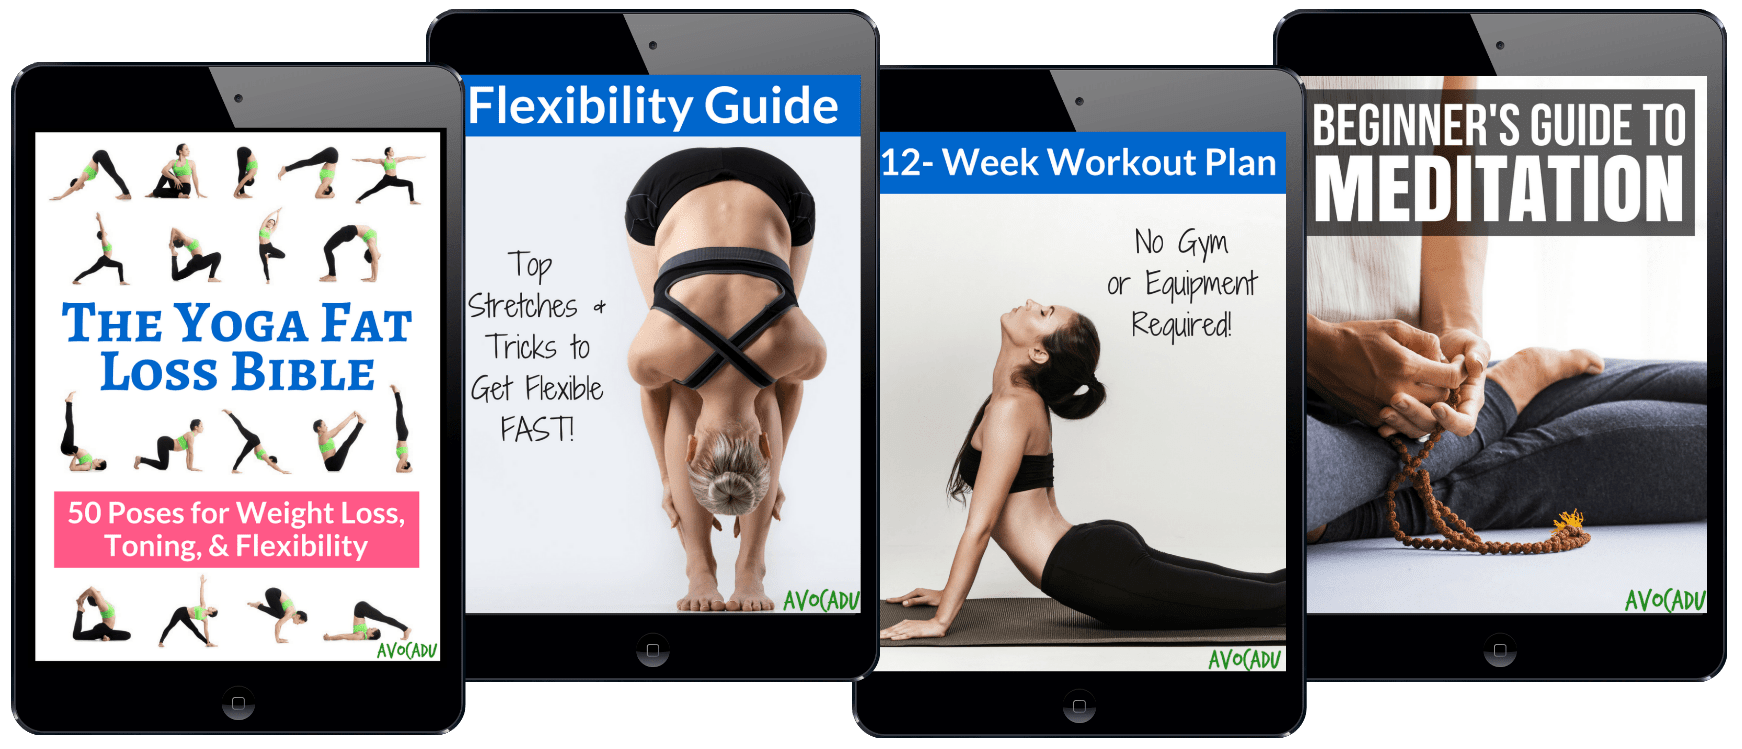 THE YOGA FAT
LOSS BIBLE
50 Poses for Weight Loss,
Toning, & Flexibility
AVOCADU
Flexibility Guide
Top
Stretches &
Tricks to
Get Flexible
FAST!
AVOCADU
12- Week Workout Plan
No Gym
or Equipment
Required!
AVOCADU
BEGINNER'S GUIDE TO
MEDITATION
AVOCADU